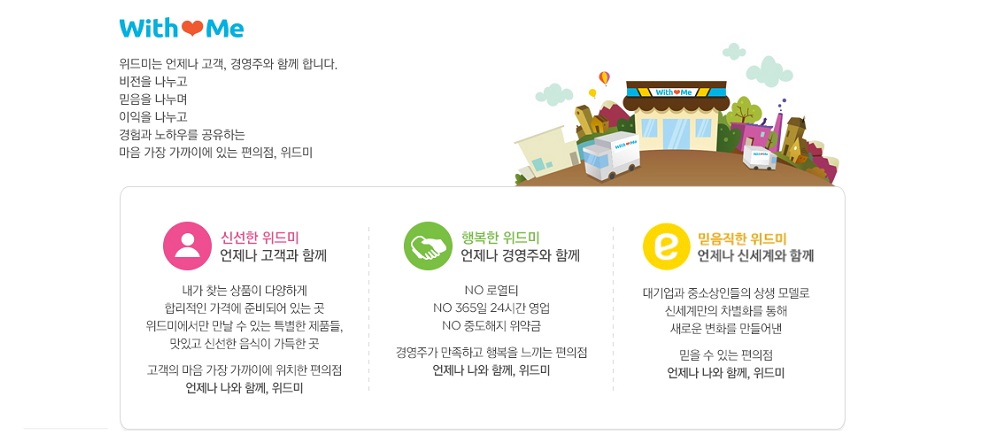 With Me
위드미는 언제나 고객, 경영주와 함께 합니다.
비전을 나누고
믿음을 나누며
이익을 나누고
경험과 노하우를 공유하는
마음 가장 가까이에 있는 편의점, 위드미
With Me
With Me
With Me
신선한 위드미
언제나 고객과 함께
내가 찾는 상품이 다양하게
합리적인 가격에 준비되어 있는 곳
위드미에서만 만날 수 있는 특별한 제품들,
맛있고 신선한 음식이 가득한 곳
고객의 마음 가장 가까이에 위치한 편의점
언제나 나와 함께, 위드미
행복한 위드미
언제나 경영주와 함께
NO 로열티
NO 365일 24시간 영업
NO 중도해지 위약금
경영주가 만족하고 행복을 느끼는 편의점
언제나 나와 함께, 위드미
e
믿음직한 위드미
언제나 신세계와 함께
대기업과 중소상인들의 상생 모델로
신세계만의 차별화를 통해
새로운 변화를 만들어낸
믿을 수 있는 편의점
언제나 나와 함께, 위드미